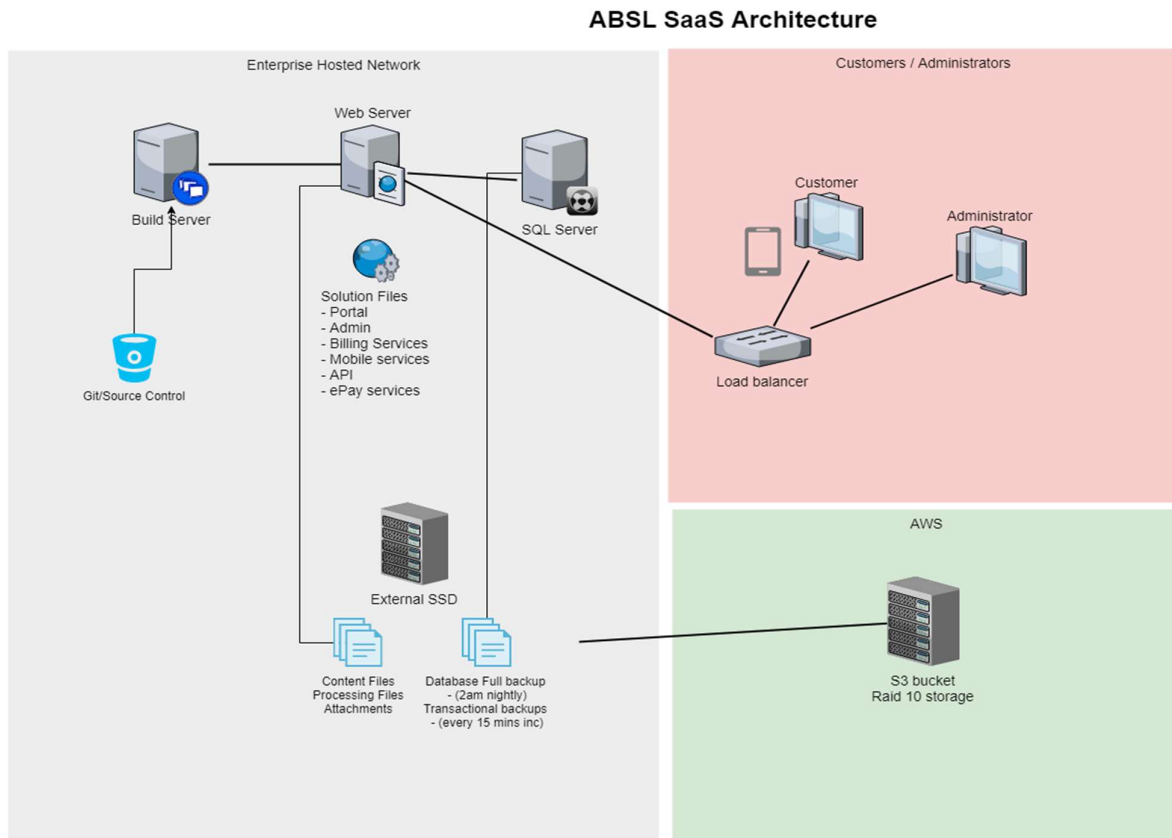 ABSL SaaS Architecture
Enterprise Hosted Network
Web Server
Build Server
SQL Server
Solution Files
- Portal
- Admin
- Billing Services
- Mobile services
- API
- ePay services
Git/Source Control
External SSD
Content Files
Processing Files
Attachments
Database Full backup
- (2am nightly)
Transactional backups
- (every 15 mins inc)
Customers / Administrators
Customer
Administrator
Load balancer
AWS
S3 bucket
Raid 10 storage